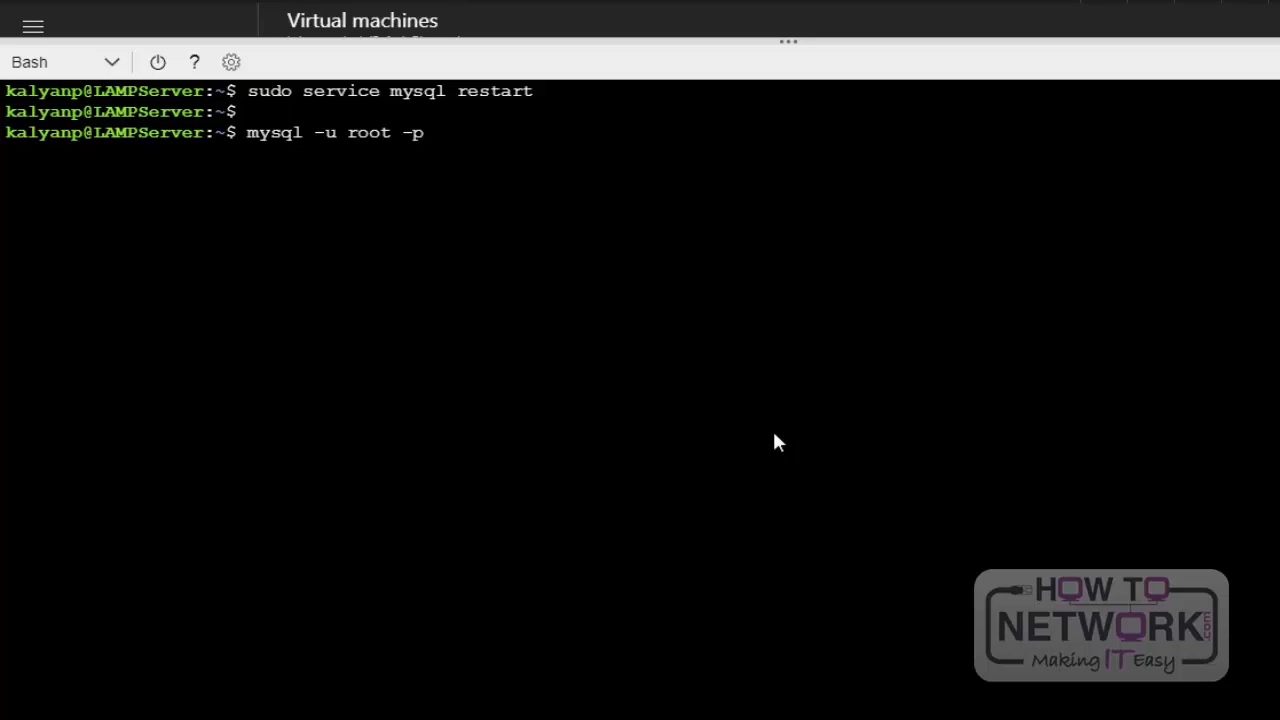 Virtual machines
Bash
?
kalyanp@LAMPServer:~$ sudo service mysql restart
kalyanp@LAMPServer:~$
kalyanp@LAMPServer:~$ mysql -u root -p
HOW TO
NETWORK.com
Making IT Easy